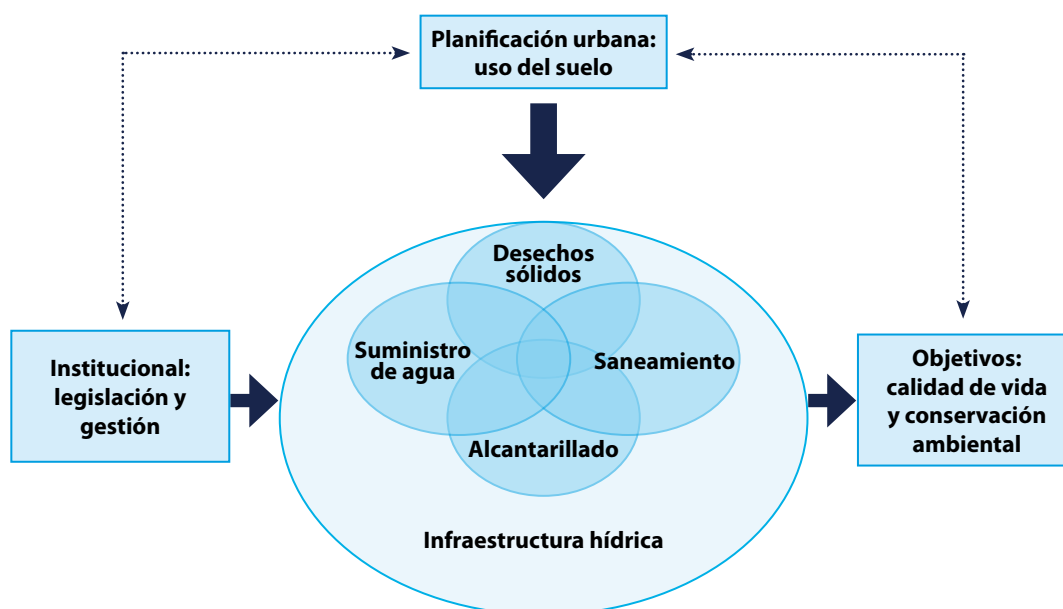 Planificación urbana:
uso del suelo
Desechos
sólidos
Suministro
de agua
Saneamiento
Alcantarillado
Infraestructura hídrica
Institucional:
legislación y
gestión
Objetivos:
calidad de vida
y conservación
ambiental